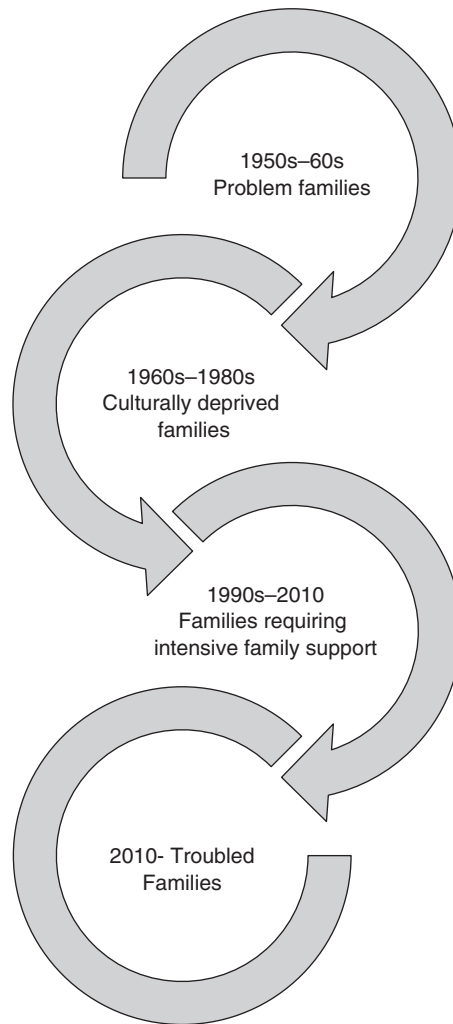 1950s–60s
Problem families
1960s–1980s
Culturally deprived
families
1990s–2010
Families requiring
intensive family support
2010- Troubled
Families